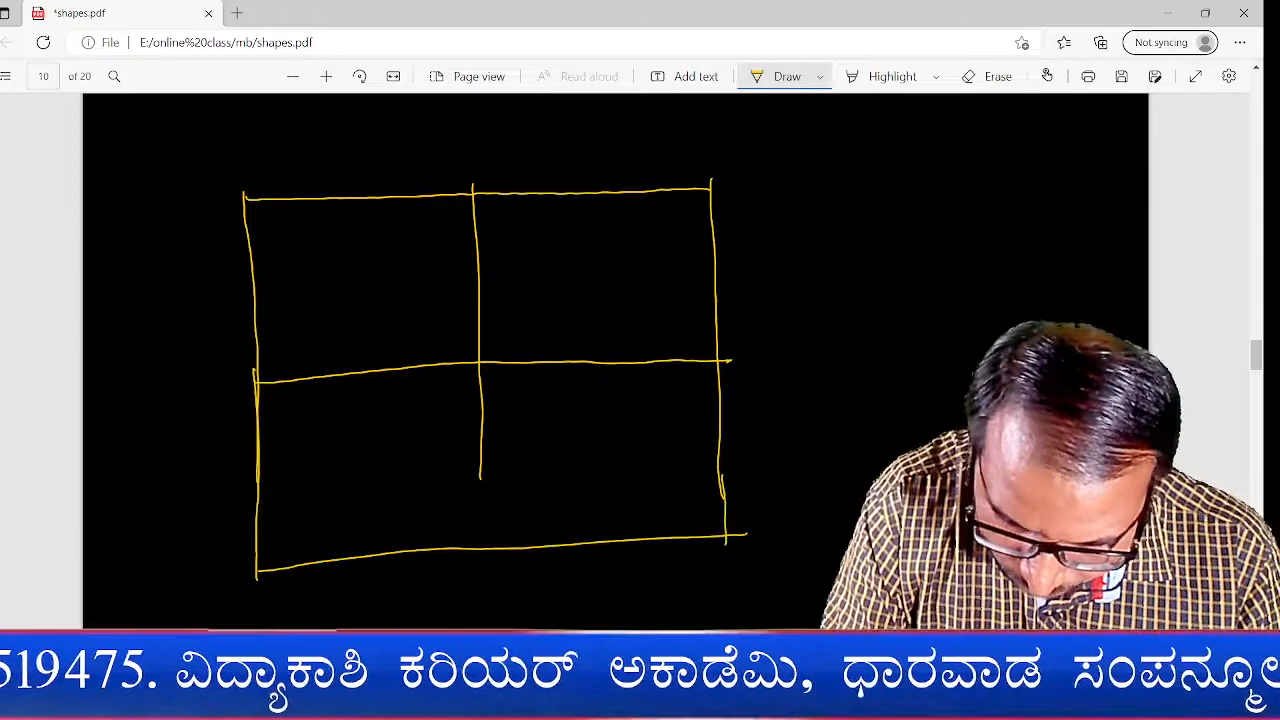 *shapes.pdf
File E:/online%20class/mb/shapes.pdf Not syncing
10 of 20 Page view Read aloud Add text Draw Highlight Erase
519475. ವಿದ್ಯಾಕಾಶಿ ಕರಿಯರ್ ಅಕಾಡೆಮಿ, ಧಾರವಾಡ ಸಂಪನ್ಮೂಲ